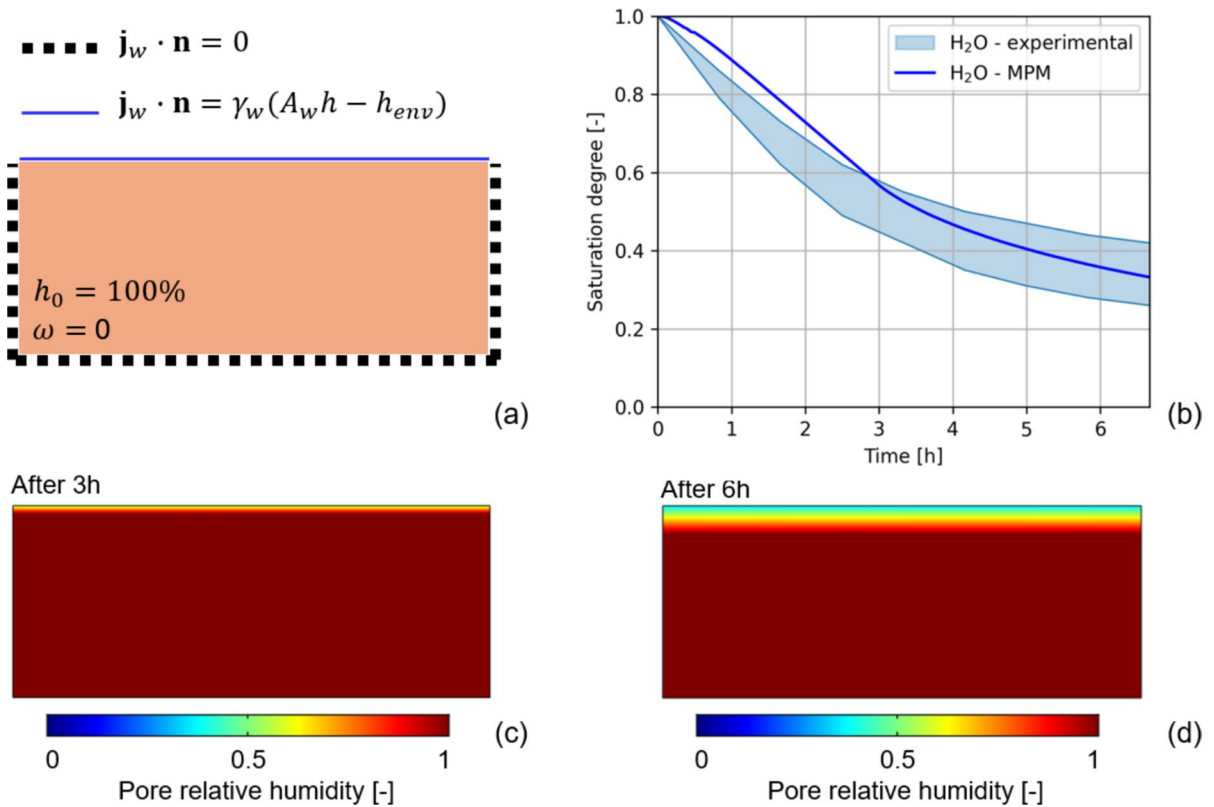 𝐣_w · 𝐧 = 0
𝐣_w · 𝐧 = γ_w(A_w h − h_env)
h₀ = 100%
ω = 0
(a)
1.0
0.8
0.6
0.4
0.2
0.0
Saturation degree [-]
H₂O - experimental
H₂O - MPM
0 1 2 3 4 5 6
Time [h]
(b)
After 3h
0 0.5 1
Pore relative humidity [-]
(c)
After 6h
0 0.5 1
Pore relative humidity [-]
(d)